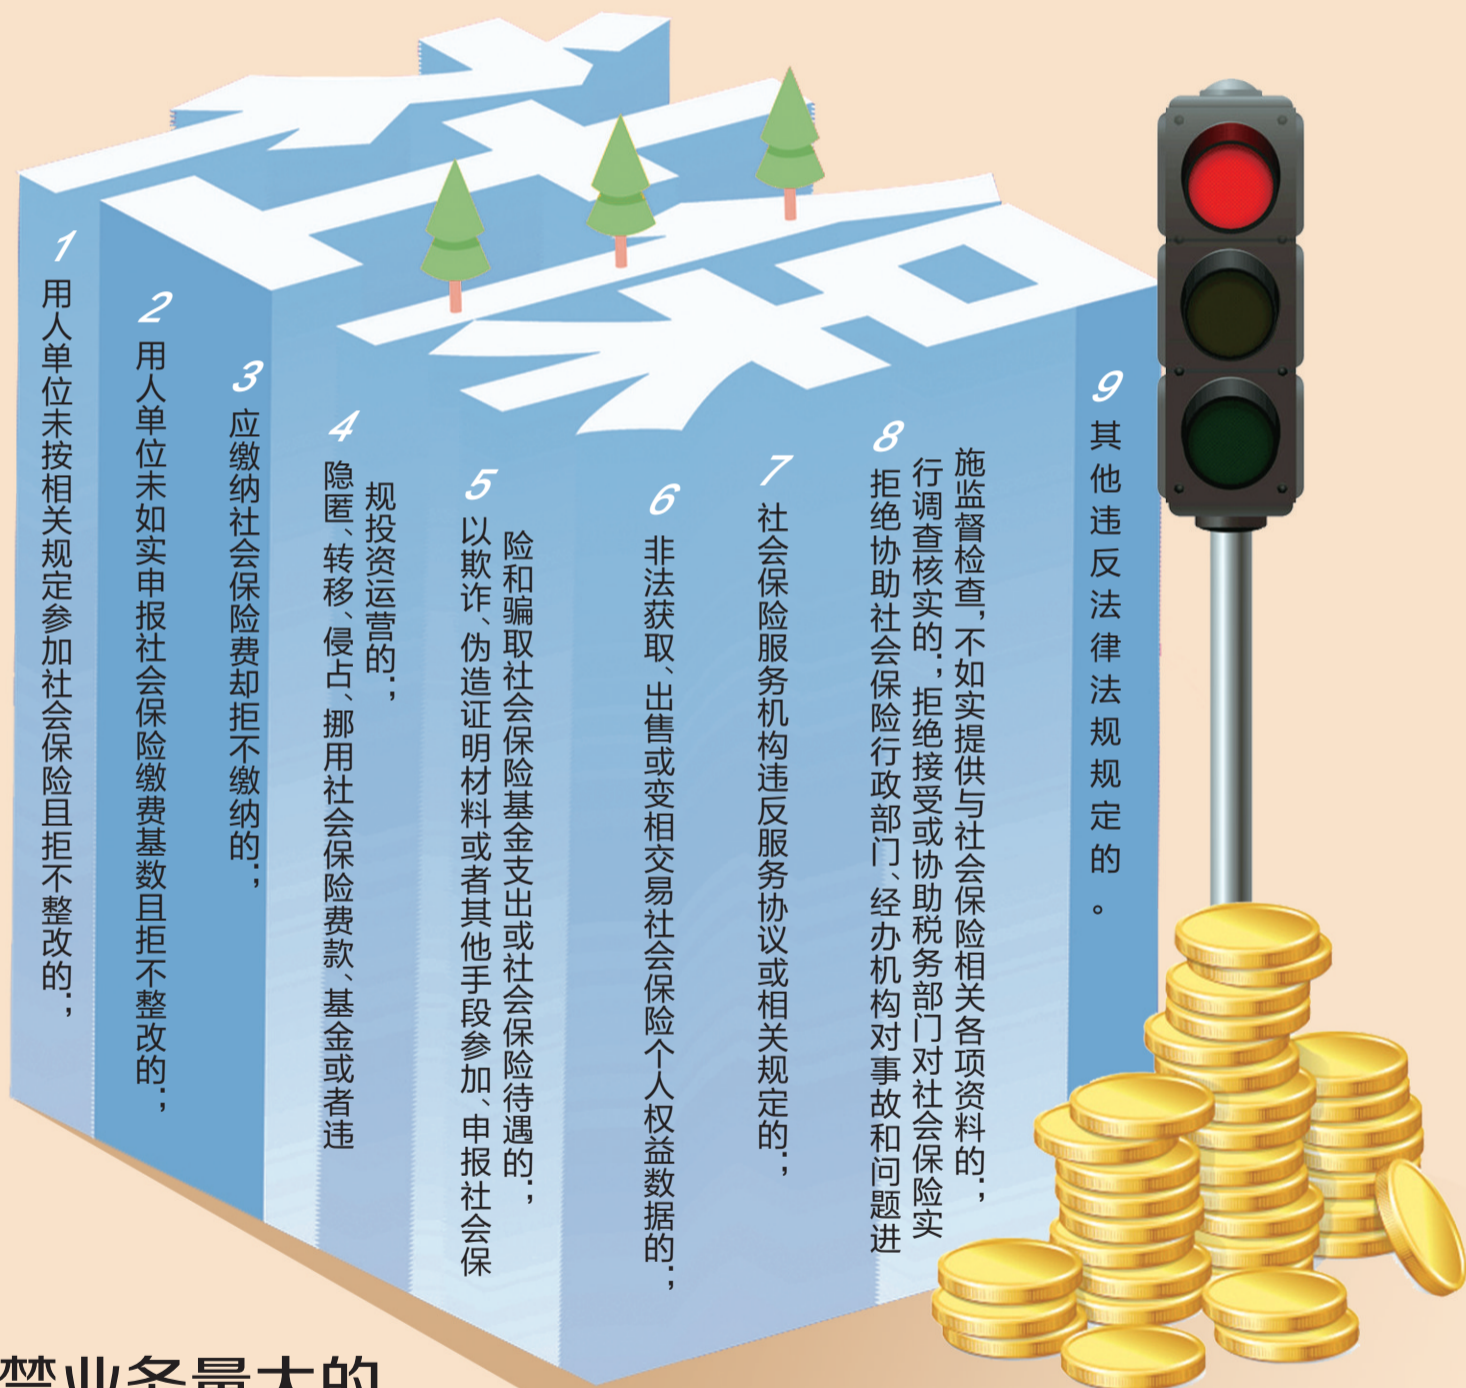 1 用人单位未按相关规定参加社会保险且拒不整改的；
2 用人单位未如实申报社会保险缴费基数且拒不整改的；
3 应缴纳社会保险费却拒不缴纳的；
4 隐匿、转移、侵占、挪用社会保险费款、基金或者违
规投资运营的；
5 以欺诈、伪造证明材料或者其他手段参加、申报社会保
险和骗取社会保险基金支出或社会保险待遇的；
6 非法获取、出售或变相交易社会保险个人权益数据的；
7 社会保险服务机构违反服务协议或相关规定的；
8 拒绝协助社会保险行政部门、经办机构对事故和问题进
行调查核实的；拒绝接受或协助税务部门对社会保险实
施监督检查，不如实提供与社会保险相关各项资料的；
9 其他违反法律法规规定的。
业务量大的